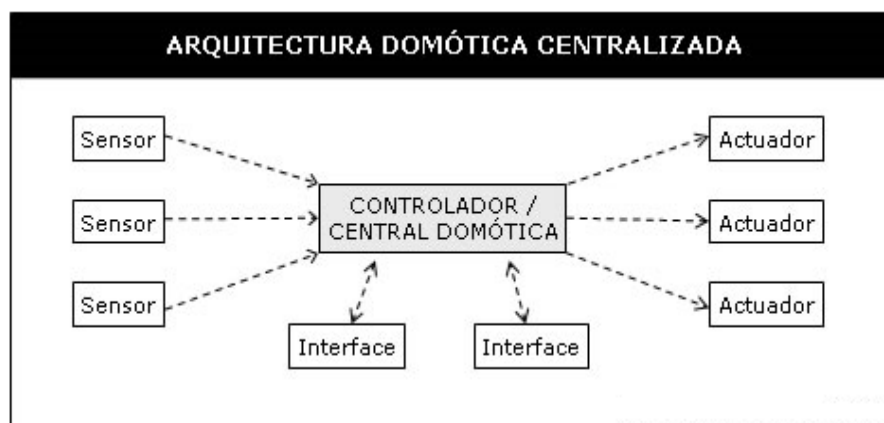 ARQUITECTURA DOMÓTICA CENTRALIZADA
Sensor
Actuador
Sensor
CONTROLADOR /
CENTRAL DOMÓTICA
Actuador
Sensor
Actuador
Interface
Interface